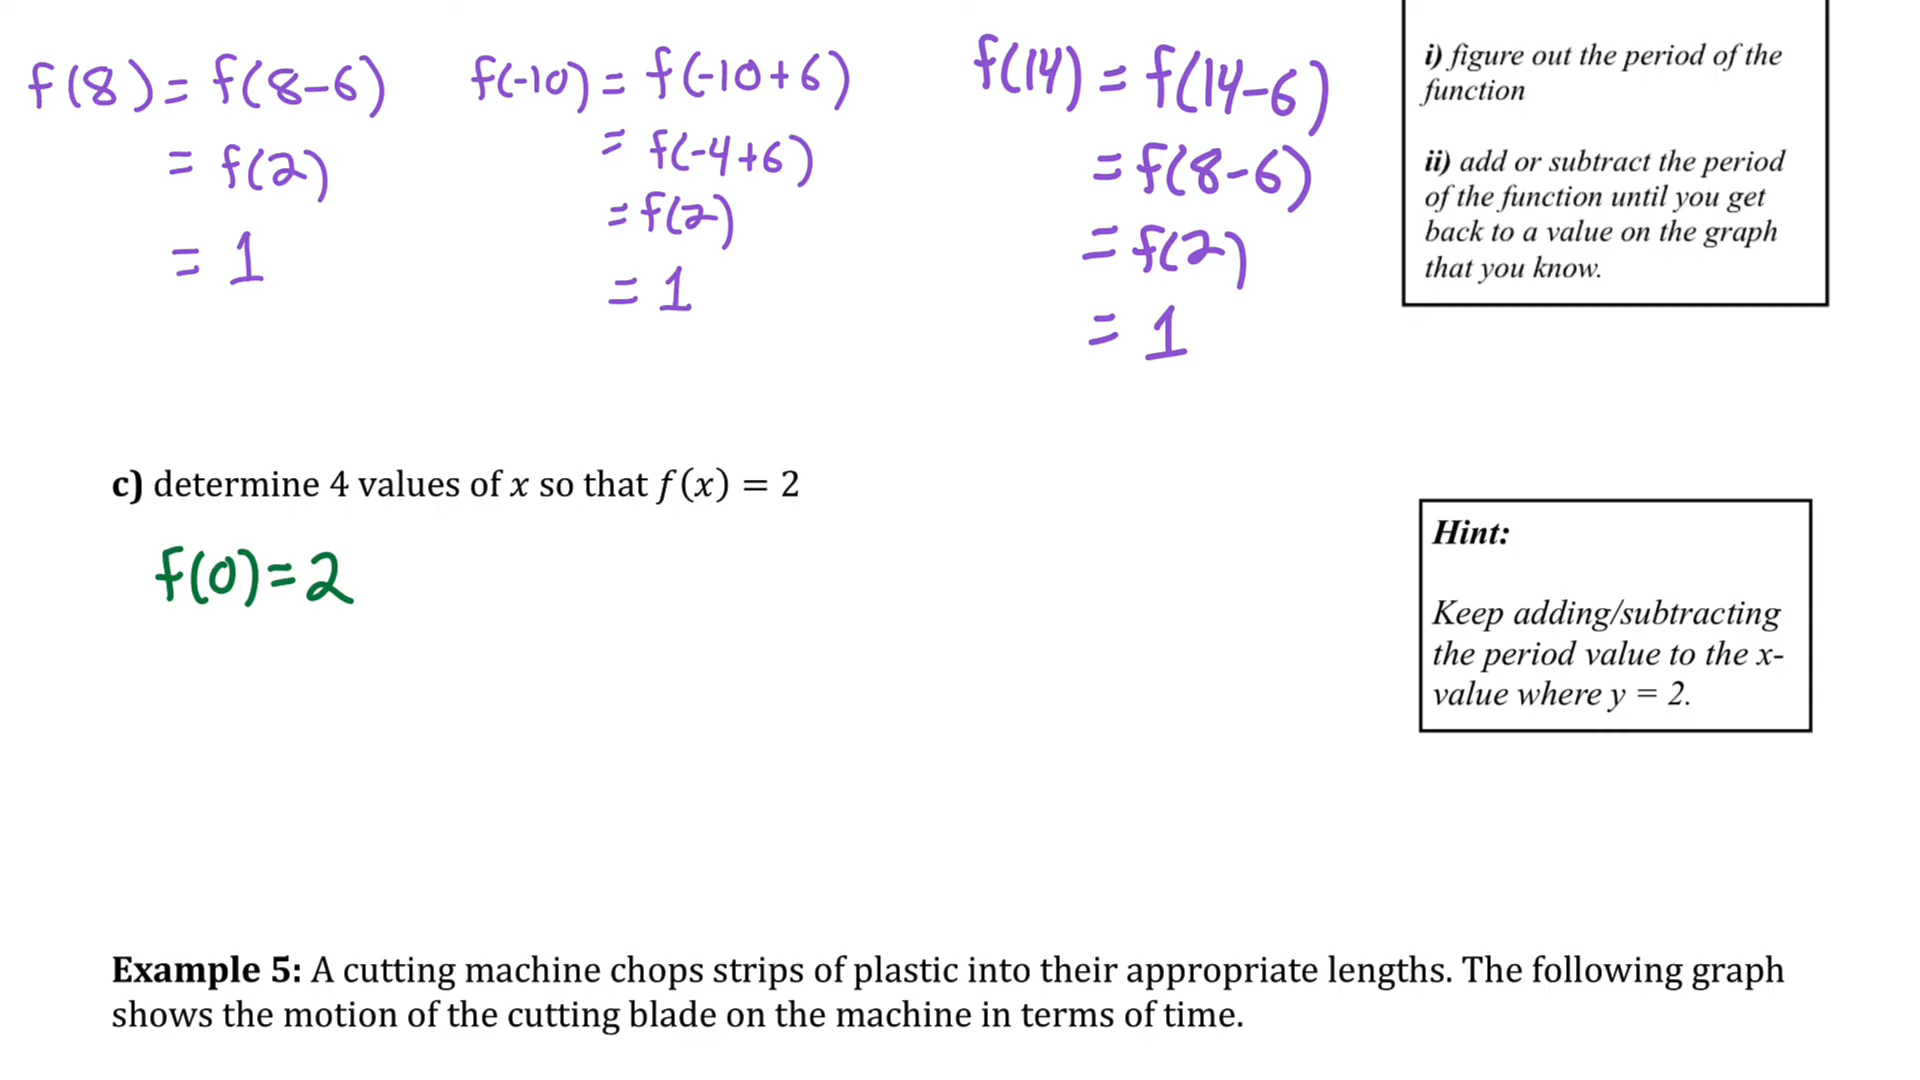 f(8) = f(8-6)
= f(2)
= 1
f(-10) = f(-10+6)
= f(-4+6)
= f(2)
= 1
f(14) = f(14-6)
= f(8-6)
= f(2)
= 1
i) figure out the period of the
function
ii) add or subtract the period
of the function until you get
back to a value on the graph
that you know.
c) determine 4 values of x so that f(x) = 2
f(0)=2
Hint:
Keep adding/subtracting
the period value to the x-
value where y = 2.
Example 5: A cutting machine chops strips of plastic into their appropriate lengths. The following graph
shows the motion of the cutting blade on the machine in terms of time.